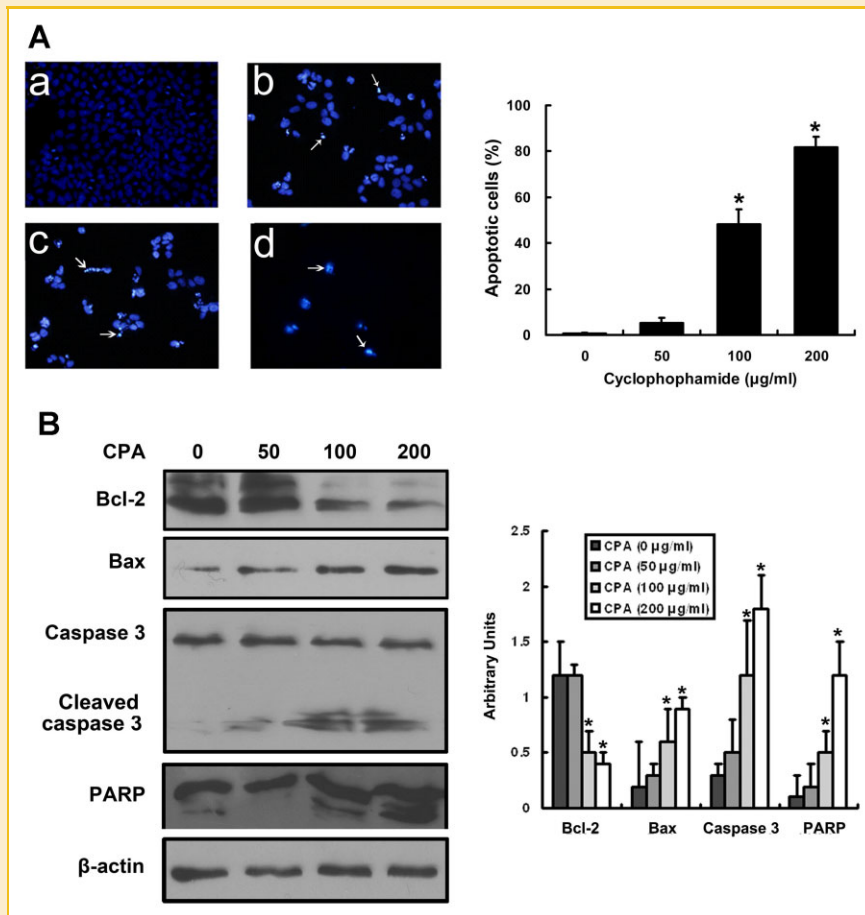 A
a
b
c
d
100
80
60
40
20
0
Apoptotic cells (%)
*
*
0 50 100 200
Cyclophophamide (µg/ml)
B
CPA 0 50 100 200
Bcl-2
Bax
Caspase 3
Cleaved
caspase 3
PARP
β-actin
2.5
2
1.5
1
0.5
0
Arbitrary Units
CPA (0 µg/ml)
CPA (50 µg/ml)
CPA (100 µg/ml)
CPA (200 µg/ml)
* * * * * * * *
Bcl-2 Bax Caspase 3 PARP